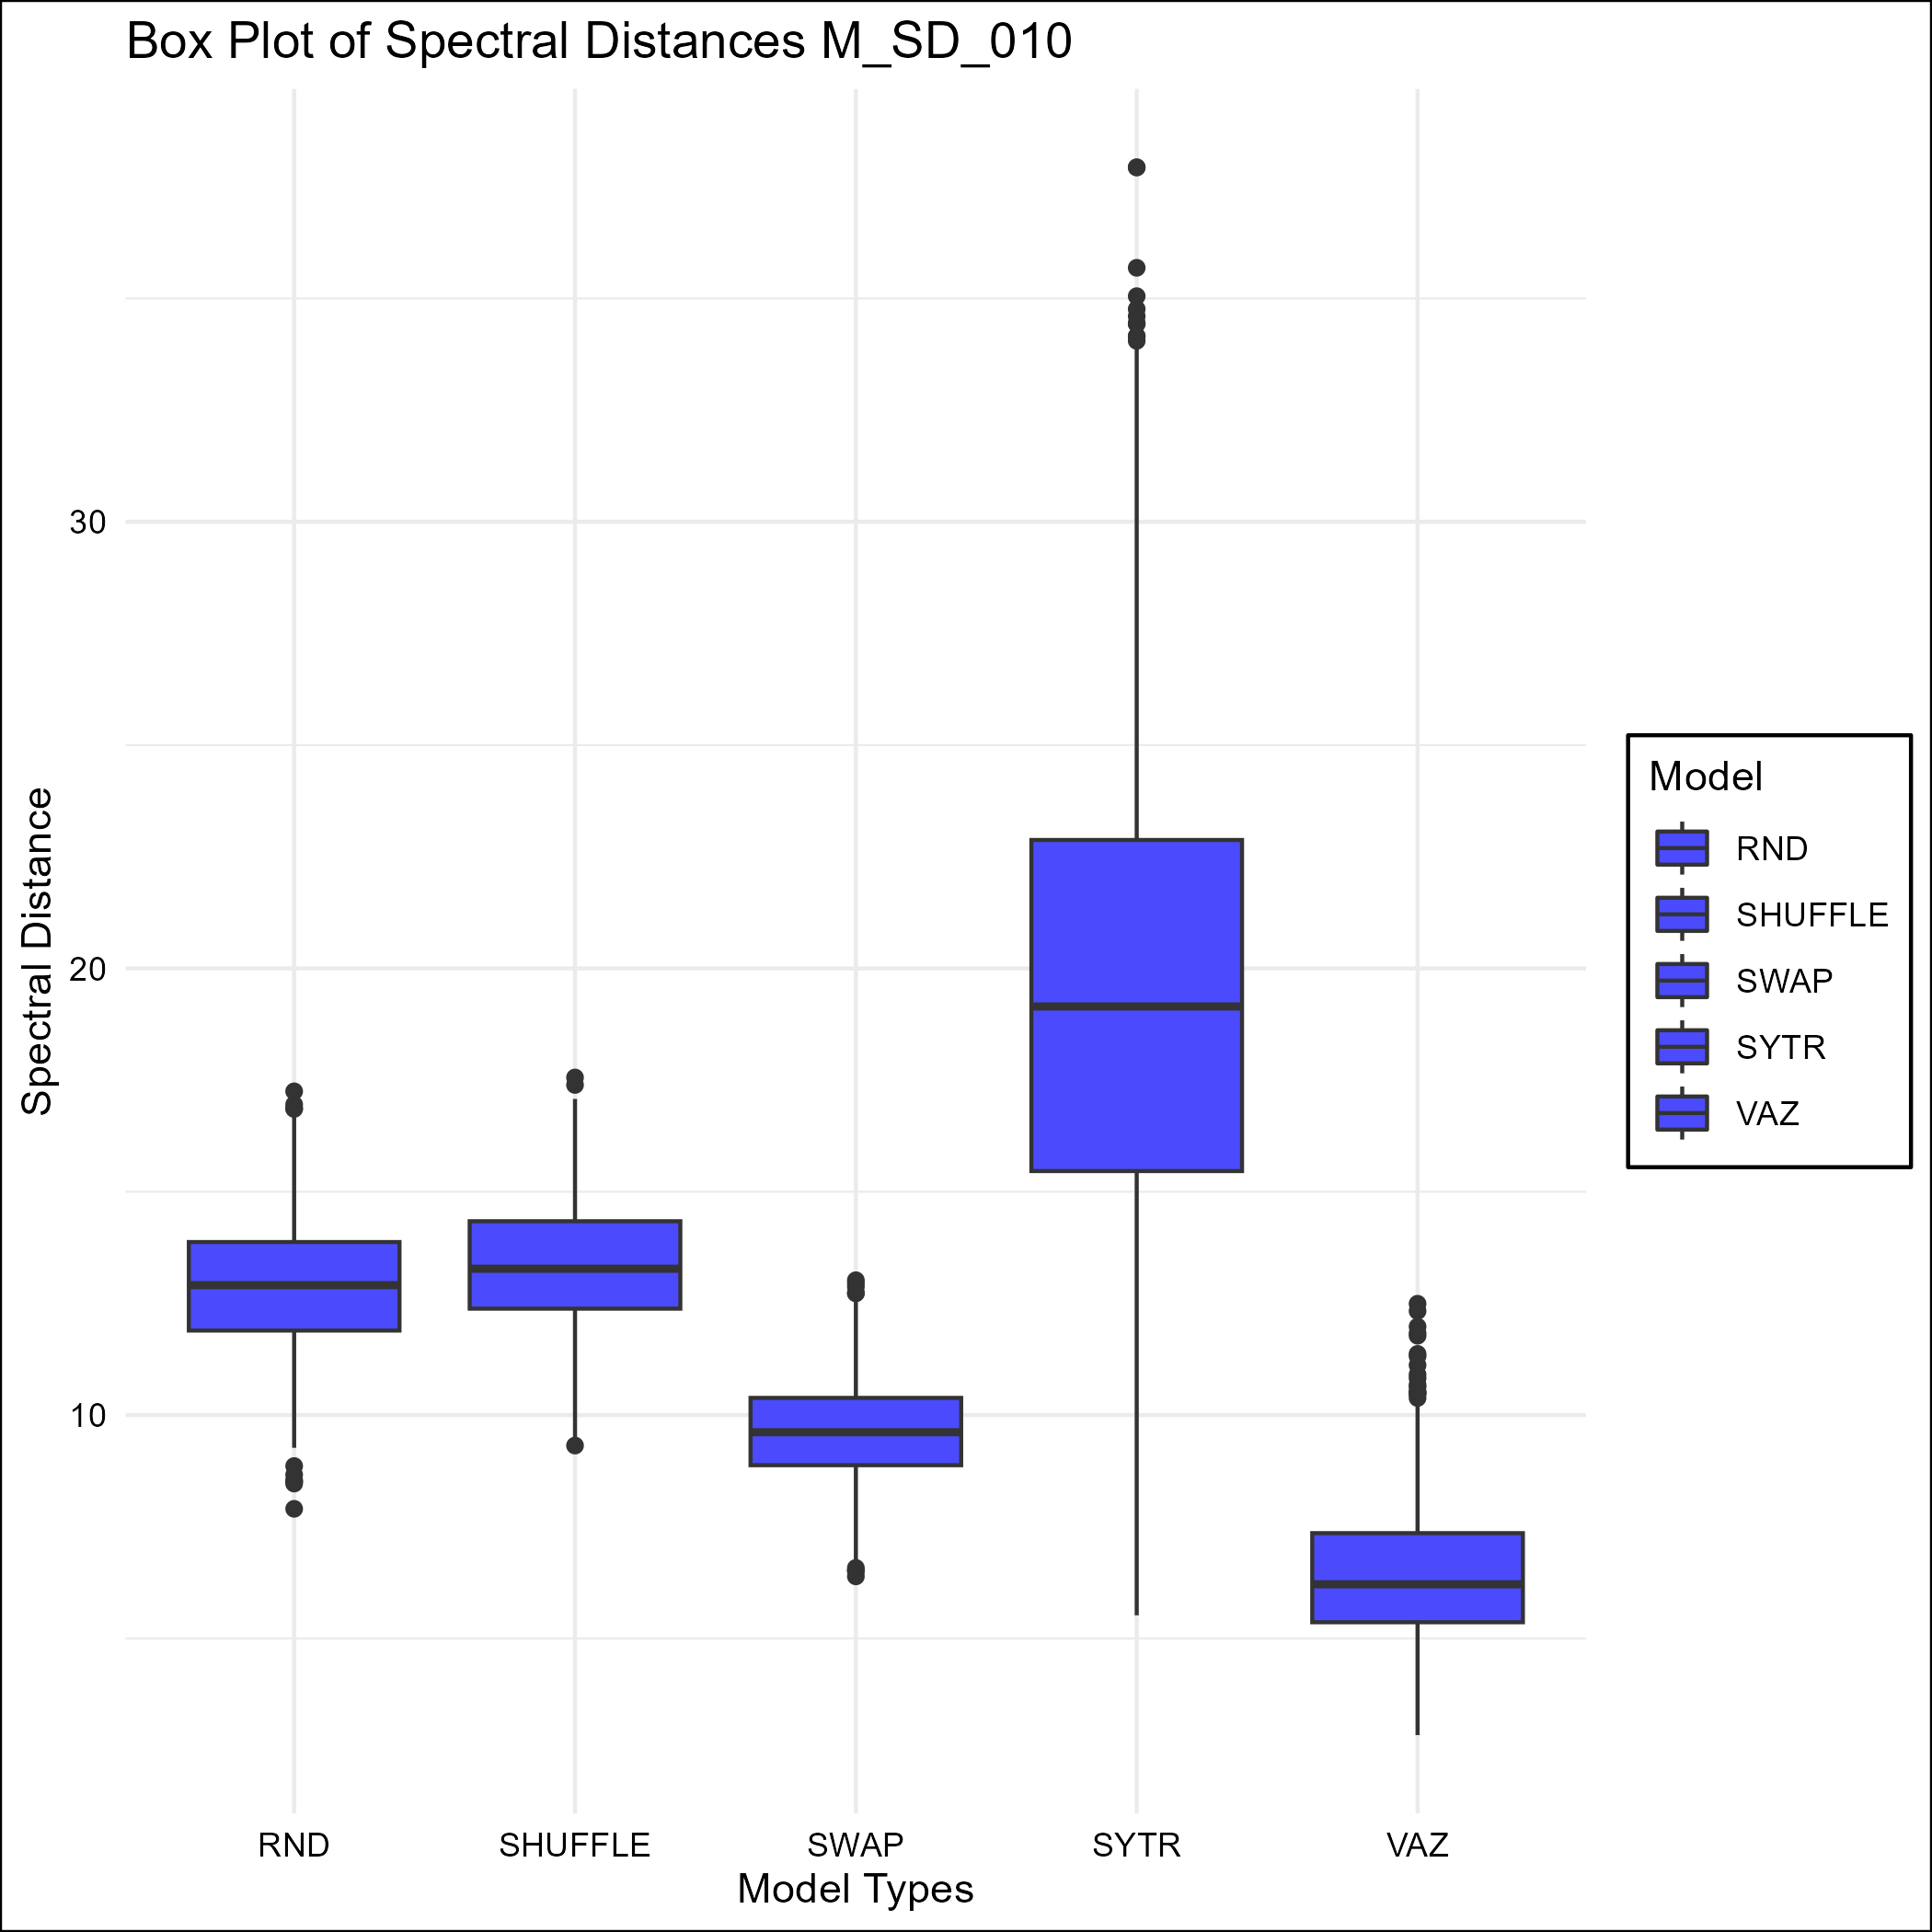 Box Plot of Spectral Distances M_SD_010
Spectral Distance
30
20
10
RND
SHUFFLE
SWAP
SYTR
VAZ
Model Types
Model
RND
SHUFFLE
SWAP
SYTR
VAZ